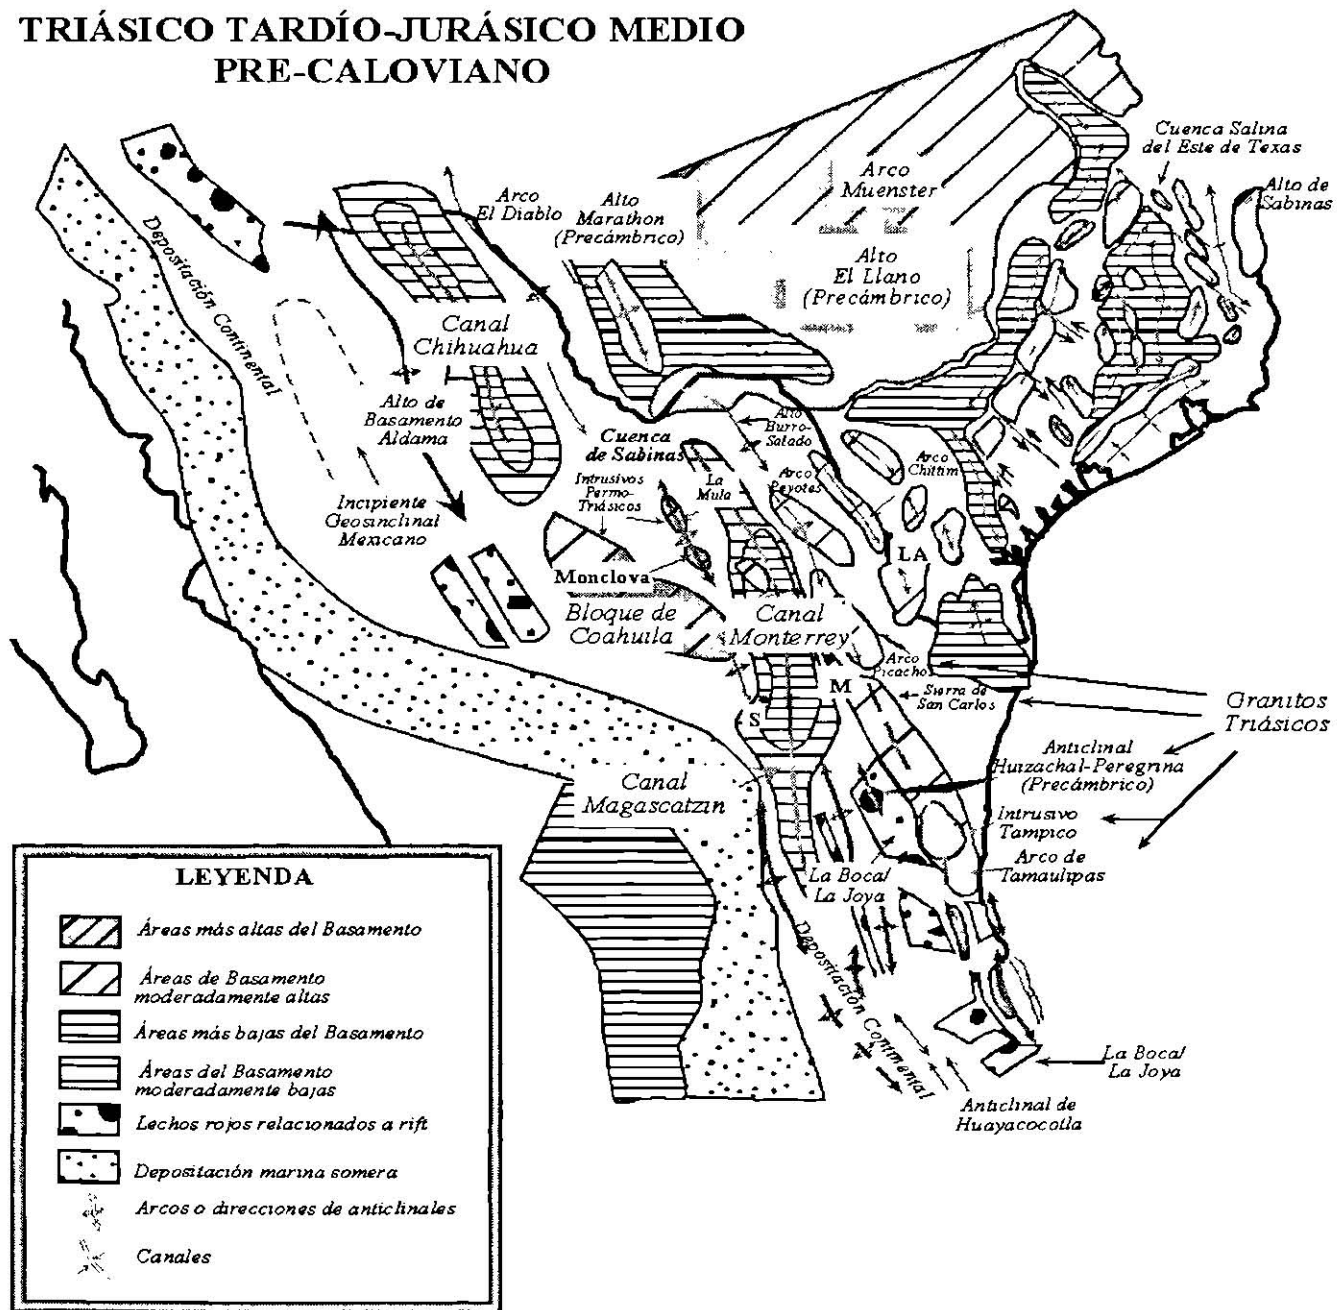 TRIÁSICO TARDÍO-JURÁSICO MEDIO
PRE-CALOVIANO
Cuenca Salina
del Este de Texas
Alto de
Sabinas
Arco
Muenster
Arco
El Diablo
Alto
Marathon
(Precámbrico)
Alto
El Llano
(Precámbrico)
Depositación Continental
Canal
Chihuahua
Alto de
Basamento
Aldama
Cuenca
de Sabinas
Alto
Burro-
Salado
Arco
Peyotes
Arco
Chittim
La
Mula
Intrusivos
Permo-
Triásicos
Incipiente
Geosinclinal
Mexicano
LA
Monclova
Bloque de
Coahuila
Canal
Monterrey
Arco
Picachos
M
Sierra de
San Carlos
S
Granitos
Triásicos
Anticlinal
Huizachal-Peregrina
(Precámbrico)
Canal
Magascatzin
Intrusivo
Tampico
Arco de
Tamaulipas
La Boca/
La Joya
Depositación Continental
La Boca/
La Joya
Anticlinal de
Huayacocotla
LEYENDA
Áreas más altas del Basamento
Áreas de Basamento
moderadamente altas
Áreas más bajas del Basamento
Áreas del Basamento
moderadamente bajas
Lechos rojos relacionados a rift
Depositación marina somera
Arcos o direcciones de anticlinales
Canales